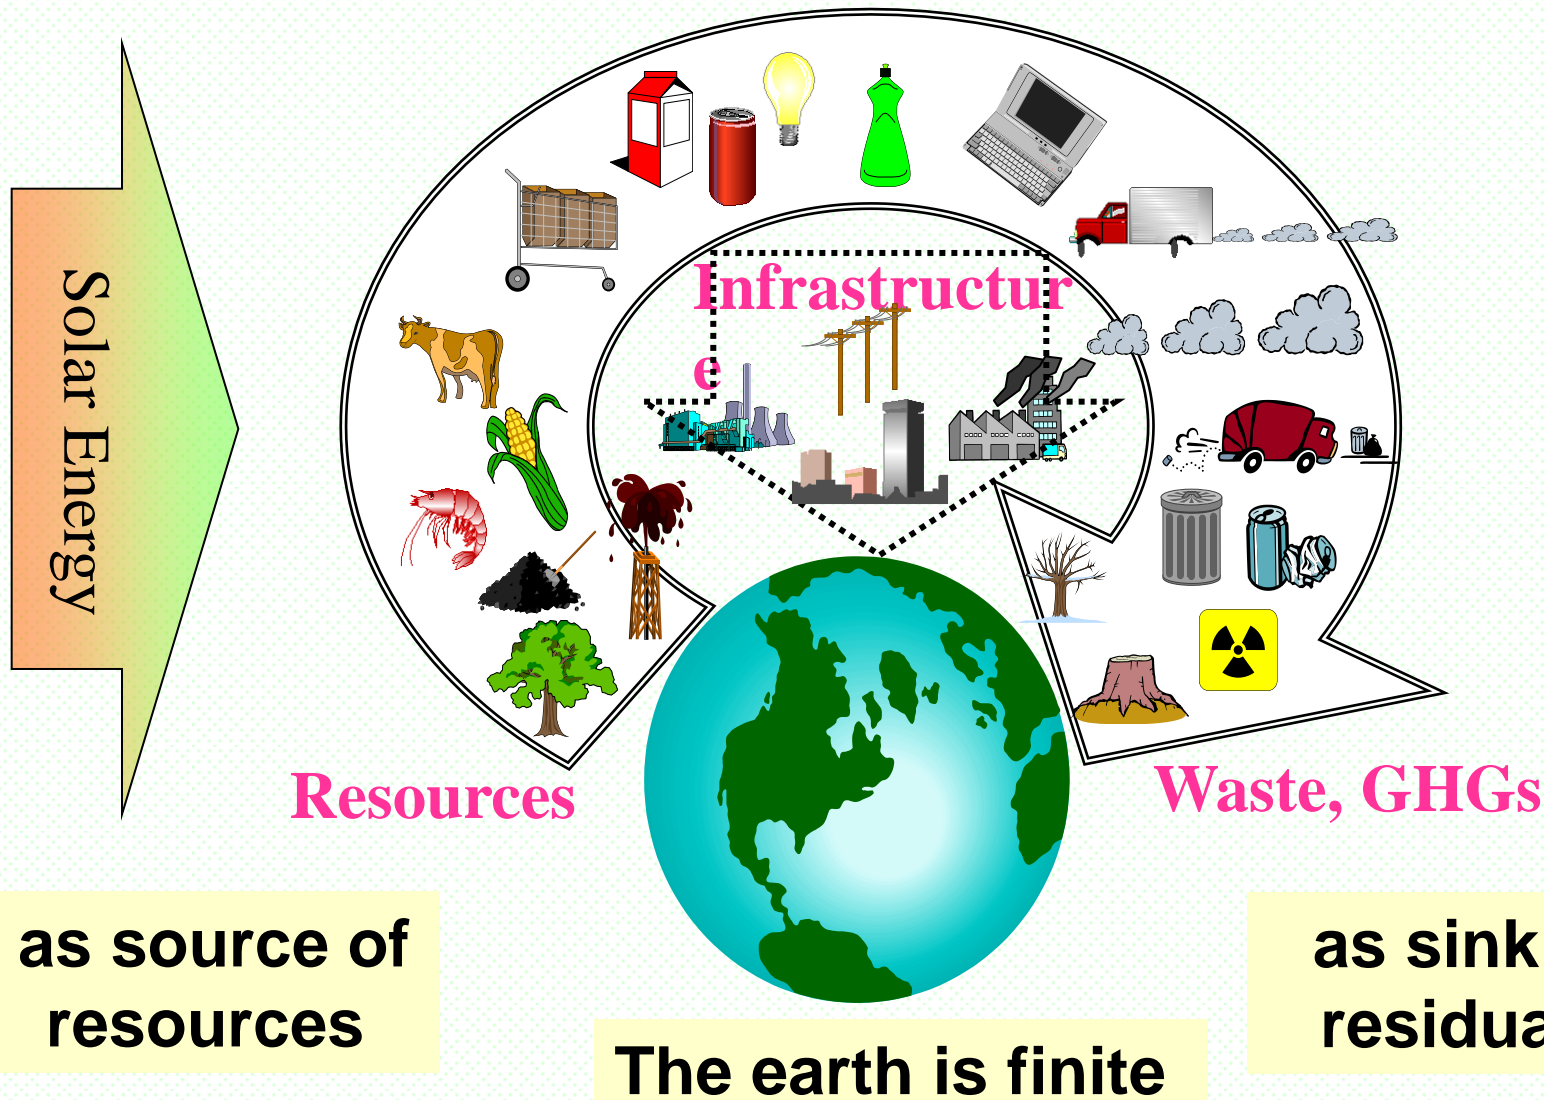 Solar Energy
Infrastructur
e
Resources
Waste, GHGs
as source of
resources
as sink
residua
The earth is finite